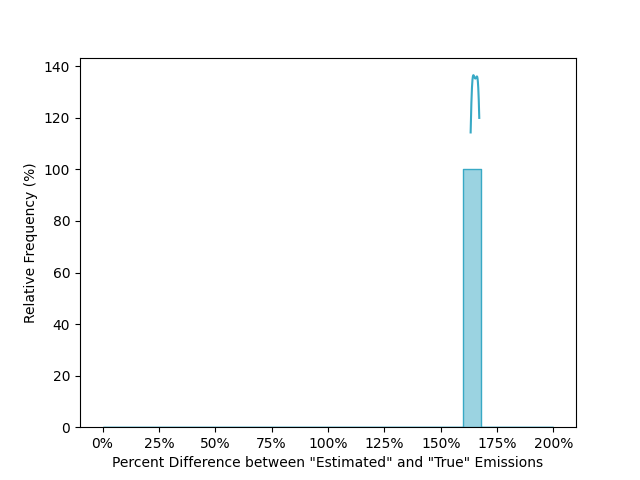 140
120
100
80
60
40
20
0
Relative Frequency (%)
0% 25% 50% 75% 100% 125% 150% 175% 200%
Percent Difference between "Estimated" and "True" Emissions